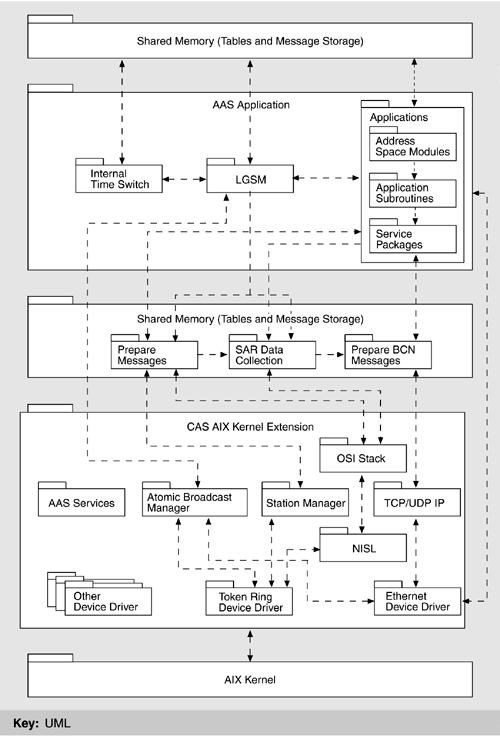 Shared Memory (Tables and Message Storage)
AAS Application
Applications
Address
Space Modules
Internal
Time Switch
LGSM
Application
Subroutines
Service
Packages
Shared Memory (Tables and Message Storage)
Prepare
Messages
SAR Data
Collection
Prepare BCN
Messages
CAS AIX Kernel Extension
OSI Stack
AAS Services
Atomic Broadcast
Manager
Station Manager
TCP/UDP IP
NISL
Other
Device Driver
Token Ring
Device Driver
Ethernet
Device Driver
AIX Kernel
Key: UML